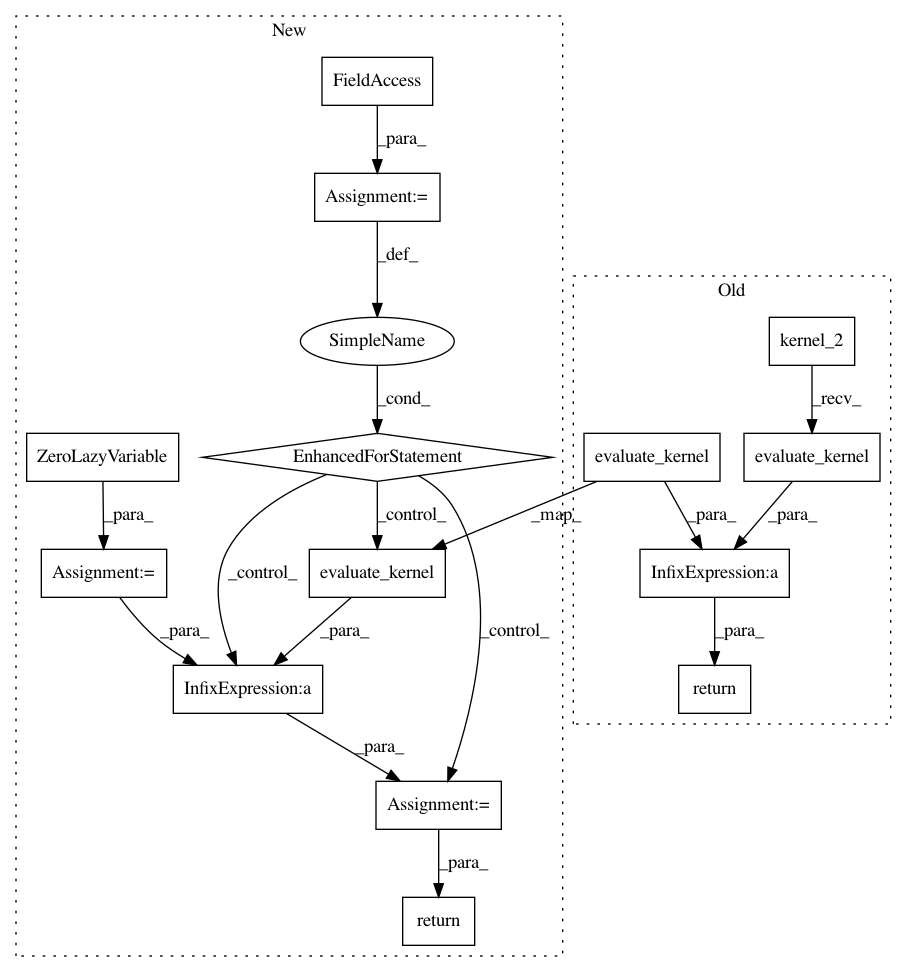 New
FieldAccess
_para_
Assignment:=
_def_
Old
SimpleName
kernel_2
_cond_
_recv_
ZeroLazyVariable
EnhancedForStatement
evaluate_kernel
evaluate_kernel
_para_
_control_
_map_
_para_
_para_
Assignment:=
_control_
evaluate_kernel
InfixExpression:a
_para_
_para_
_control_
_para_
InfixExpression:a
return
_para_
Assignment:=
_para_
return